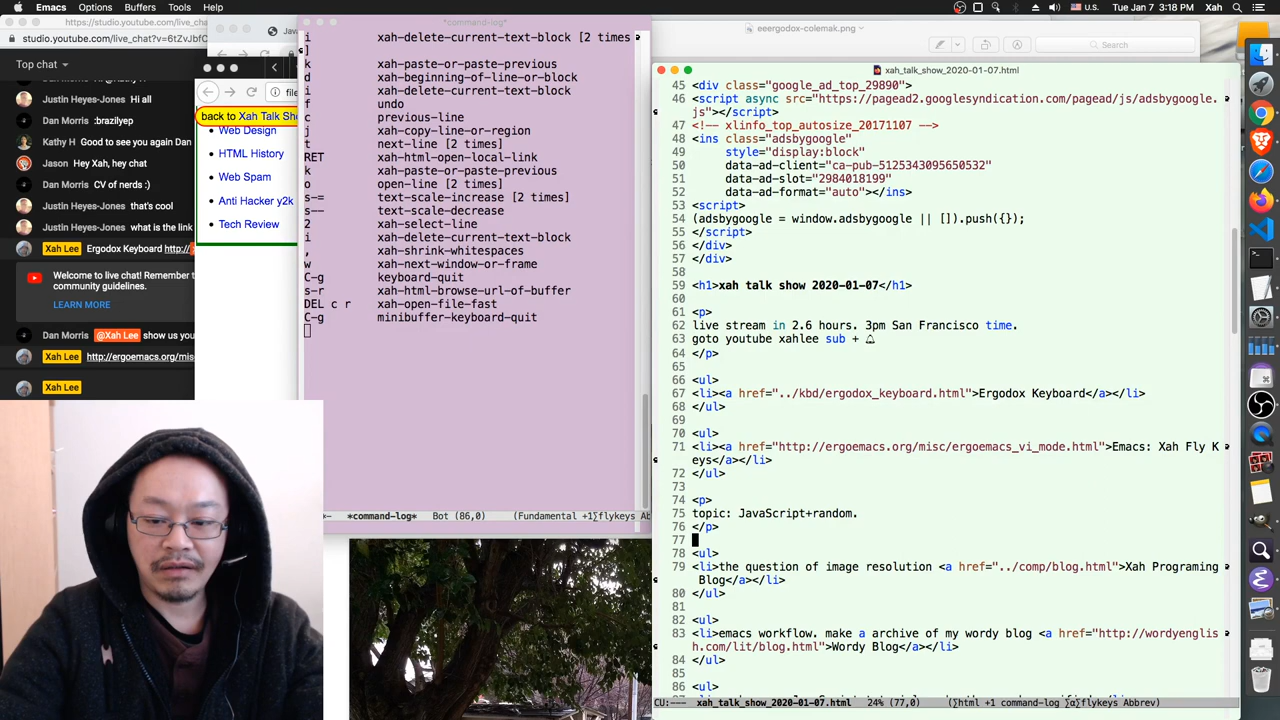 Emacs Options Buffers Tools Edit
178% US Pro Tue Jan 7 3:18 PM Xah
https://studio.youtube.com/live_chat?
studio.youtube.com/live_chat?v=6tZvJbfC
Top chat
Justin Heyes-Jones Hi all
Dan Morris :brazilyep
Kathy H Good to see you again Dan
Jason Hey Xah, hey chat
Dan Morris CV of nerds :)
Justin Heyes-Jones that's cool
Justin Heyes-Jones what is the link
Xah Lee Ergodox Keyboard http://
Welcome to live chat! Remember
community guidelines.
LEARN MORE
Dan Morris @Xah Lee show us you
Xah Lee http://ergoemacs.org/mis
Xah Lee
back to Xah Talk Sho
Web Design
HTML History
Web Spam
Anti Hacker y2k
Tech Review
*command-log*
i xah-delete-current-text-block [2 times
]
k xah-paste-or-paste-previous
d xah-beginning-of-line-or-block
i xah-delete-current-text-block
f undo
c previous-line
j xah-copy-line-or-region
t next-line [2 times]
RET xah-html-open-local-link
k xah-paste-or-paste-previous
o open-line [2 times]
s-= text-scale-increase [2 times]
s-- text-scale-decrease
2 xah-select-line
i xah-delete-current-text-block
, xah-shrink-whitespaces
w xah-next-window-or-frame
C-g keyboard-quit
s-r xah-html-browse-url-of-buffer
DEL c r xah-open-file-fast
C-g minibuffer-keyboard-quit
*command-log* Bot (86,0) (Fundamental +1∑flykeys Ab
eeergodox-colemak.png
Search
xah_talk_show_2020-01-07.html
45 <div class="google_ad_top_29890">
46 <script async src="https://pagead2.googlesyndication.com/pagead/js/adsbygoogle.
js"></script>
47 <!-- xlinfo_top_autosize_20171107 -->
48 <ins class="adsbygoogle"
49 style="display:block"
50 data-ad-client="ca-pub-5125343095650532"
51 data-ad-slot="2984018199"
52 data-ad-format="auto"></ins>
53 <script>
54 (adsbygoogle = window.adsbygoogle || []).push({});
55 </script>
56 </div>
57 </div>
58
59 <h1>xah talk show 2020-01-07</h1>
60
61 <p>
62 live stream in 2.6 hours. 3pm San Francisco time.
63 goto youtube xahlee sub + 🔔
64 </p>
65
66 <ul>
67 <li><a href="../kbd/ergodox_keyboard.html">Ergodox Keyboard</a></li>
68 </ul>
69
70 <ul>
71 <li><a href="http://ergoemacs.org/misc/ergoemacs_vi_mode.html">Emacs: Xah Fly K
eys</a></li>
72 </ul>
73
74 <p>
75 topic: JavaScript+random.
76 </p>
77
78 <ul>
79 <li>the question of image resolution <a href="../comp/blog.html">Xah Programing
Blog</a></li>
80 </ul>
81
82 <ul>
83 <li>emacs workflow. make a archive of my wordy blog <a href="http://wordyenglis
h.com/lit/blog.html">Wordy Blog</a></li>
84 </ul>
85
86 <ul>
xah_talk_show_2020-01-07.html 24% (77,0) (∑html +1 command-log ∑α∑flykeys Abbrev)